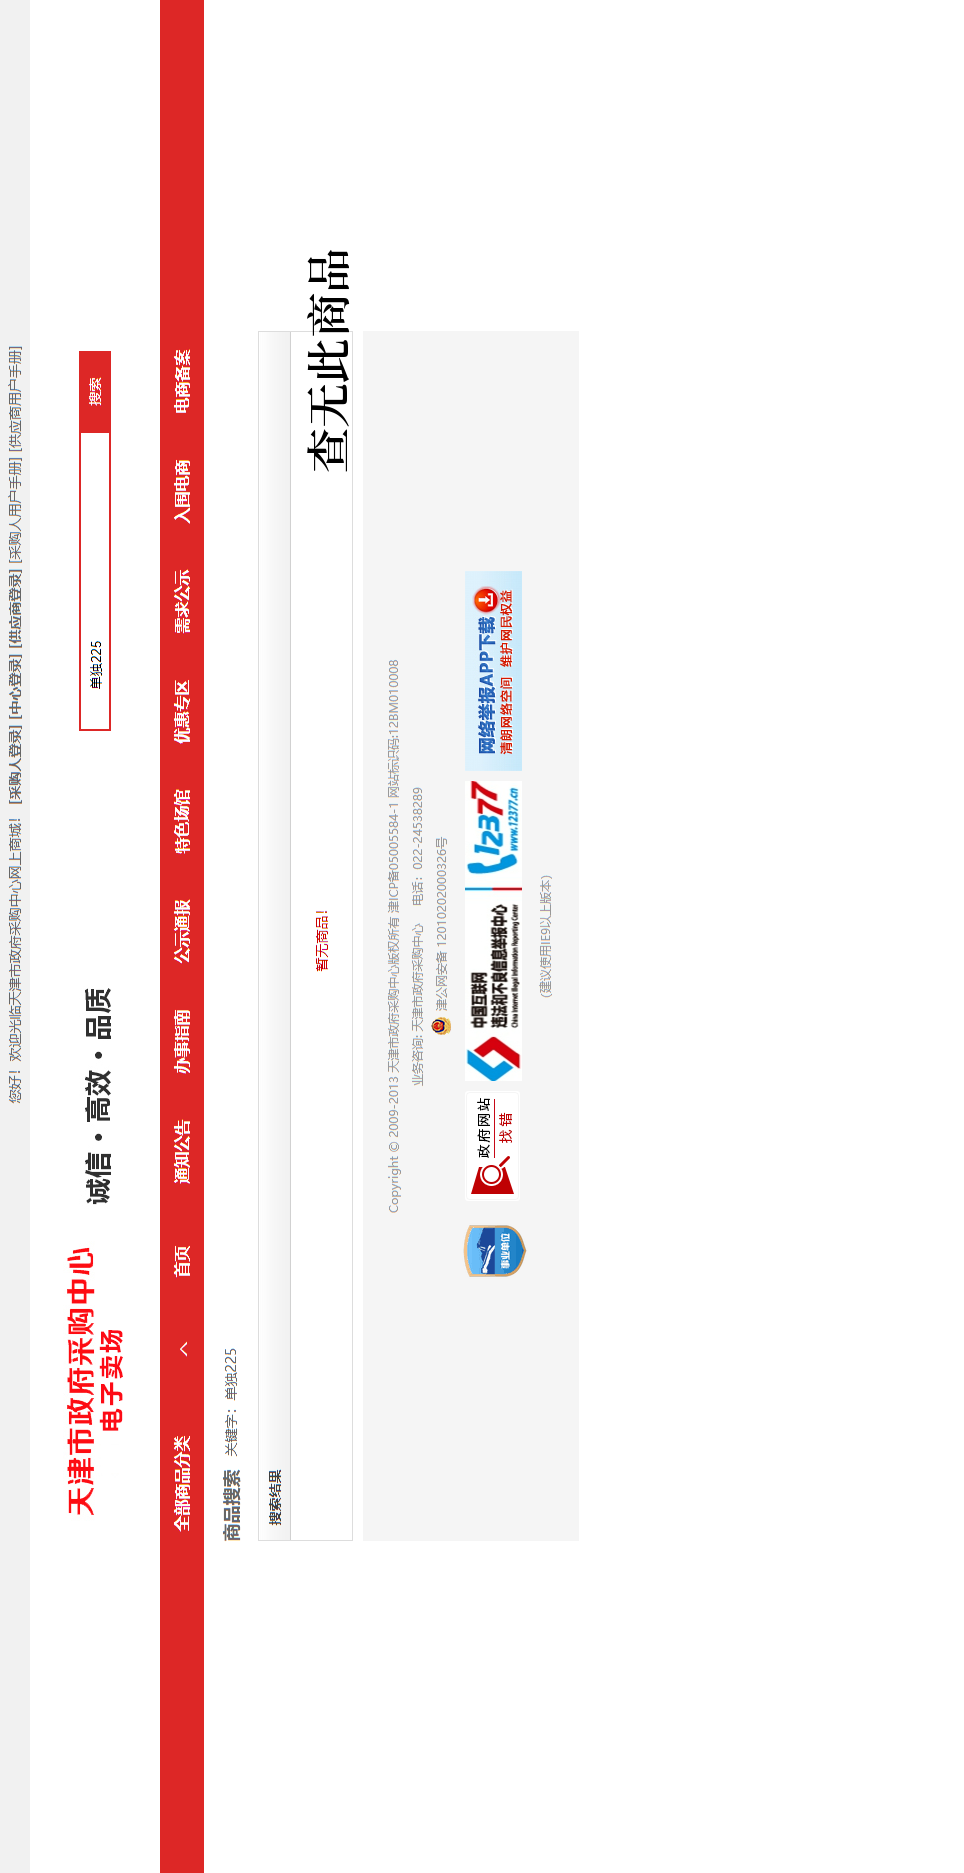 您好！欢迎光临天津市政府采购中心网上商城！ [采购人登录] [中心登录] [供应商登录] [采购人用户手册] [供应商用户手册]
天津市政府采购中心
电子卖场
诚信·高效·品质
单独225 搜索
全部商品分类 首页 通知公告 办事指南 公示通报 特色场馆 优惠专区 需求公示 入围电商 电商备案
商品搜索 关键字：单独225
搜索结果
暂无商品！
查无此商品
Copyright © 2009-2013 天津市政府采购中心版权所有 津ICP备05005584-1 网站标识码:12BM010008
业务咨询: 天津市政府采购中心 电话：022-24538289
津公网安备 12010202000326号
事业单位
政府网站
找错
中国互联网
违法和不良信息举报中心
China Internet Illegal Information Reporting Center
12377
www.12377.cn
网络举报APP下载
清朗网络空间 维护网民权益
(建议使用IE9以上版本)